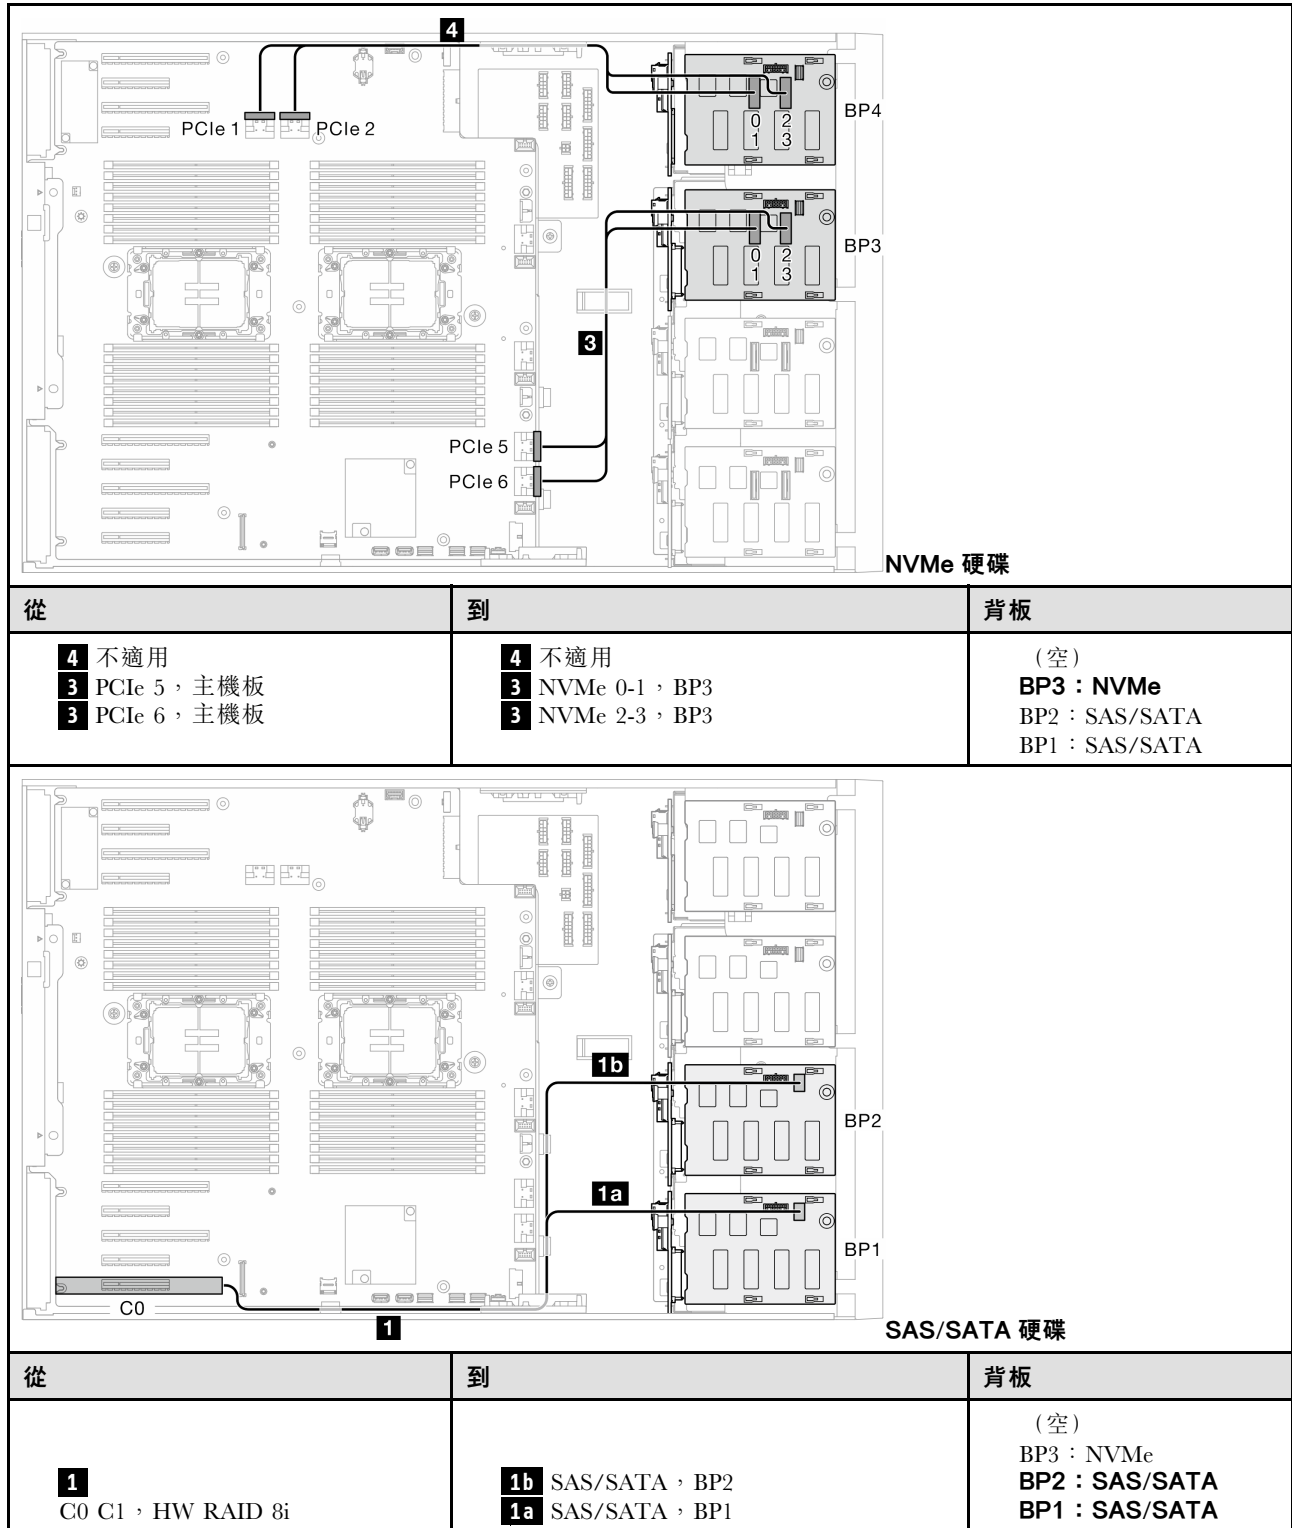 4
PCIe 1
PCIe 2
0
1
2
3
BP4
0
1
2
3
BP3
3
PCIe 5
PCIe 6
NVMe 硬碟
從
到
背板
4 不適用
3 PCIe 5，主機板
3 PCIe 6，主機板
4 不適用
3 NVMe 0-1，BP3
3 NVMe 2-3，BP3
（空）
BP3：NVMe
BP2：SAS/SATA
BP1：SAS/SATA
1b
BP2
1a
BP1
C0
1
SAS/SATA 硬碟
從
到
背板
1
C0 C1，HW RAID 8i
1b SAS/SATA，BP2
1a SAS/SATA，BP1
（空）
BP3：NVMe
BP2：SAS/SATA
BP1：SAS/SATA